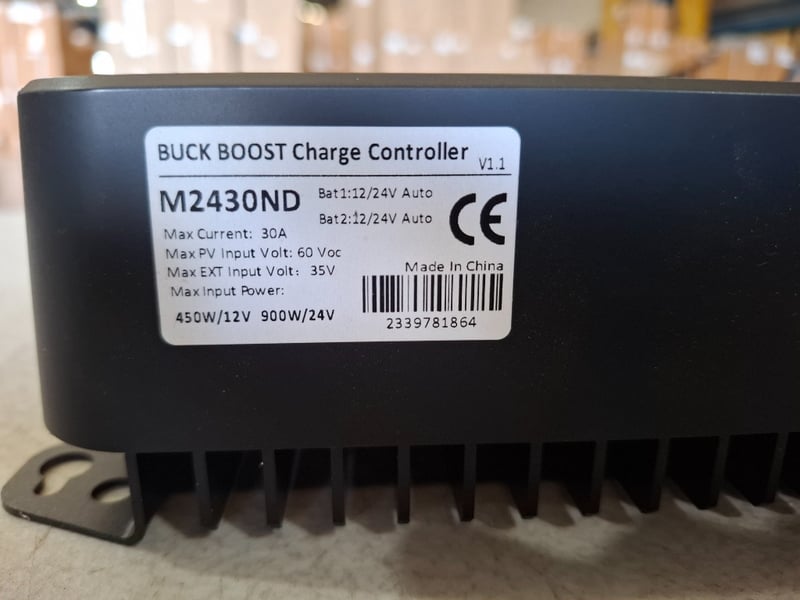 BUCK BOOST Charge Controller V1.1
M2430ND
Bat1:12/24V Auto
Bat2:12/24V Auto
CE
Max Current: 30A
Max PV Input Volt: 60 Voc
Max EXT Input Volt: 35V
Max Input Power:
450W/12V 900W/24V
Made In China
2339781864